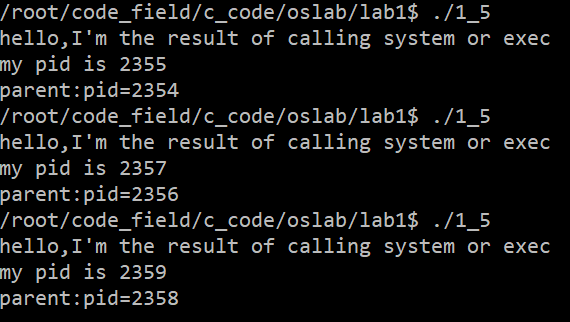 /root/code_field/c_code/oslab/lab1$ ./1_5
hello,I'm the result of calling system or exec
my pid is 2355
parent:pid=2354
/root/code_field/c_code/oslab/lab1$ ./1_5
hello,I'm the result of calling system or exec
my pid is 2357
parent:pid=2356
/root/code_field/c_code/oslab/lab1$ ./1_5
hello,I'm the result of calling system or exec
my pid is 2359
parent:pid=2358